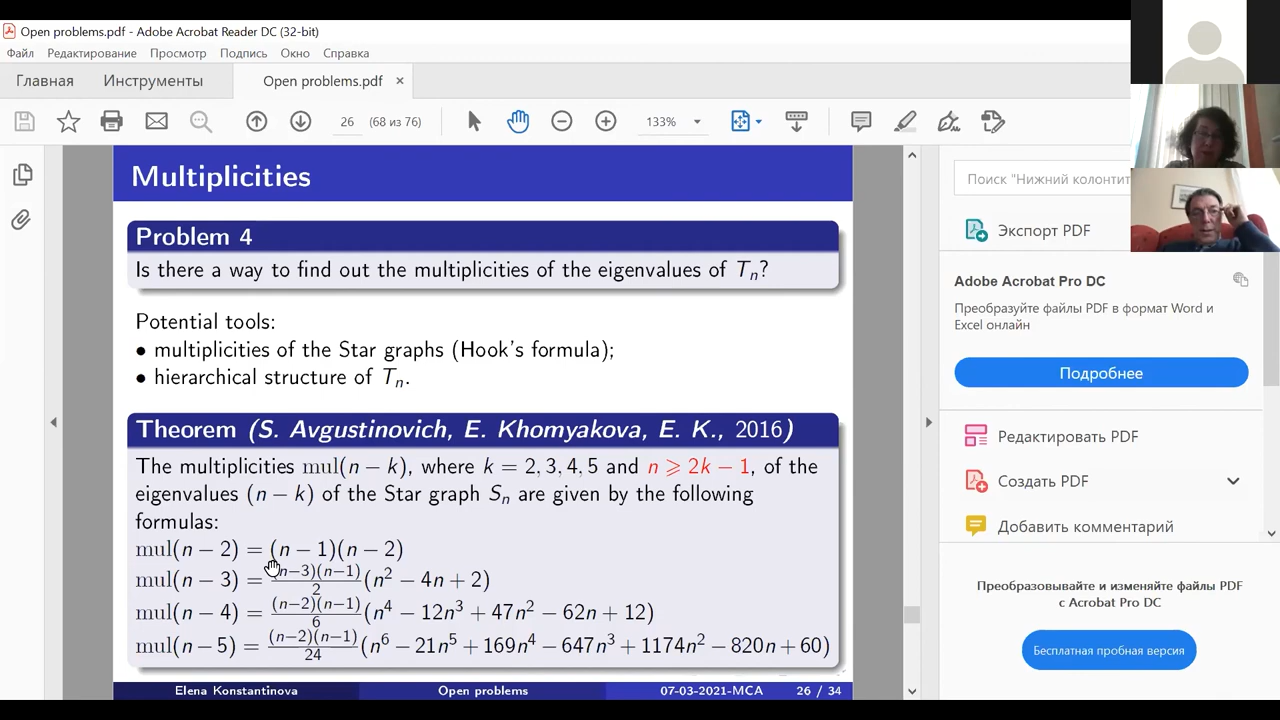 Open problems.pdf - Adobe Acrobat Reader DC (32-bit)
Файл Редактирование Просмотр Подпись Окно Справка
Главная Инструменты Open problems.pdf ×
26 (68 из 76) 133%
Multiplicities
Problem 4
Is there a way to find out the multiplicities of the eigenvalues of Tₙ?
Potential tools:
• multiplicities of the Star graphs (Hook's formula);
• hierarchical structure of Tₙ.
Theorem (S. Avgustinovich, E. Khomyakova, E. K., 2016)
The multiplicities mul(n − k), where k = 2, 3, 4, 5 and n ⩾ 2k − 1, of the
eigenvalues (n − k) of the Star graph Sₙ are given by the following
formulas:
mul(n − 2) = (n − 1)(n − 2)
mul(n − 3) = (n−3)(n−1)/2 (n² − 4n + 2)
mul(n − 4) = (n−2)(n−1)/6 (n⁴ − 12n³ + 47n² − 62n + 12)
mul(n − 5) = (n−2)(n−1)/24 (n⁶ − 21n⁵ + 169n⁴ − 647n³ + 1174n² − 820n + 60)
Elena Konstantinova Open problems 07-03-2021-MCA 26 / 34
Поиск "Нижний колонтит
Экспорт PDF
Adobe Acrobat Pro DC
Преобразуйте файлы PDF в формат Word и
Excel онлайн
Подробнее
Редактировать PDF
Создать PDF
Добавить комментарий
Преобразовывайте и изменяйте файлы PDF
с Acrobat Pro DC
Бесплатная пробная версия